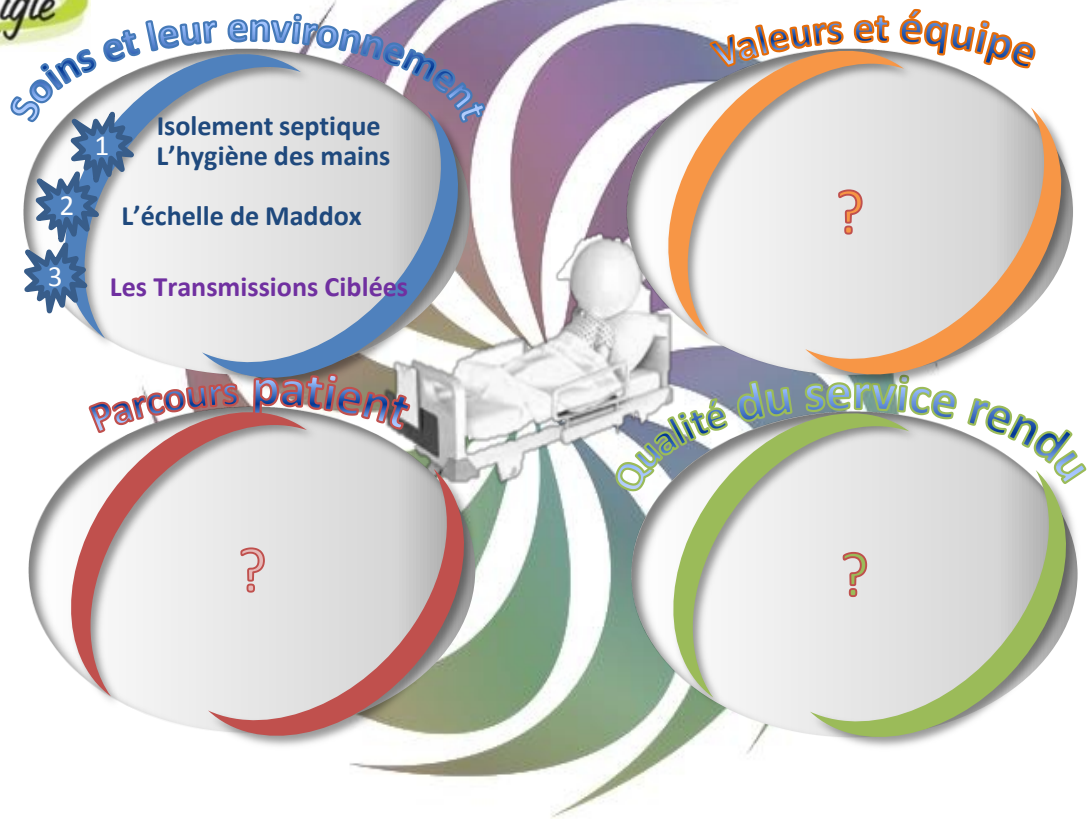 Soins et leur environnement
1
Isolement septique
L'hygiène des mains
2
L'échelle de Maddox
3
Les Transmissions Ciblées
Valeurs et équipe
?
Parcours patient
?
Qualité du service rendu
?